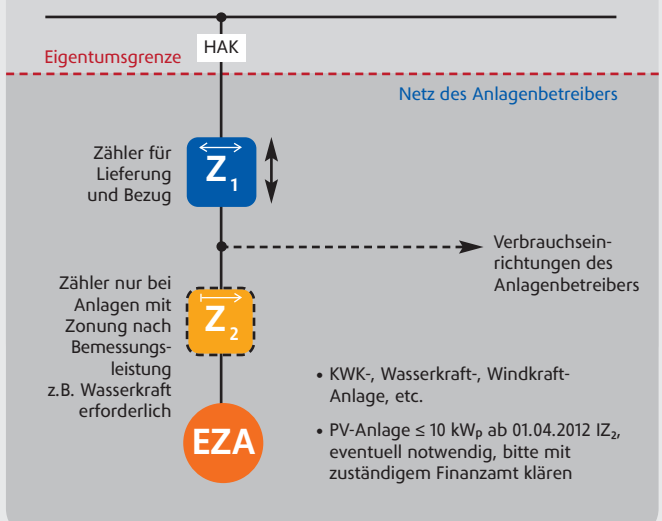 HAK
Eigentumsgrenze
Netz des Anlagenbetreibers
Zähler für
Lieferung
und Bezug
Z1
Verbrauchsein-
richtungen des
Anlagenbetreibers
Zähler nur bei
Anlagen mit
Zonung nach
Bemessungs-
leistung
z.B. Wasserkraft
erforderlich
Z2
EZA
• KWK-, Wasserkraft-, Windkraft-
Anlage, etc.
• PV-Anlage ≤ 10 kWp ab 01.04.2012 IZ2,
eventuell notwendig, bitte mit
zuständigem Finanzamt klären